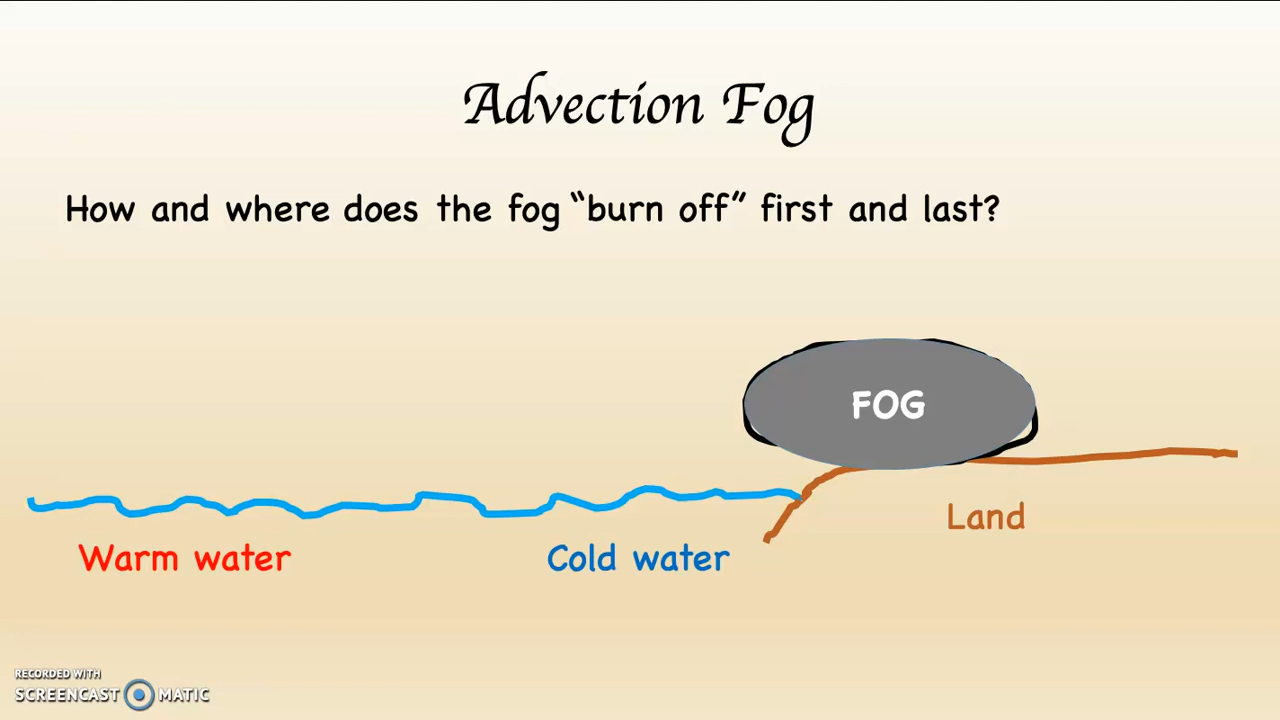 Advection Fog
How and where does the fog “burn off” first and last?
FOG
Land
Warm water
Cold water
RECORDED WITH
SCREENCAST MATIC